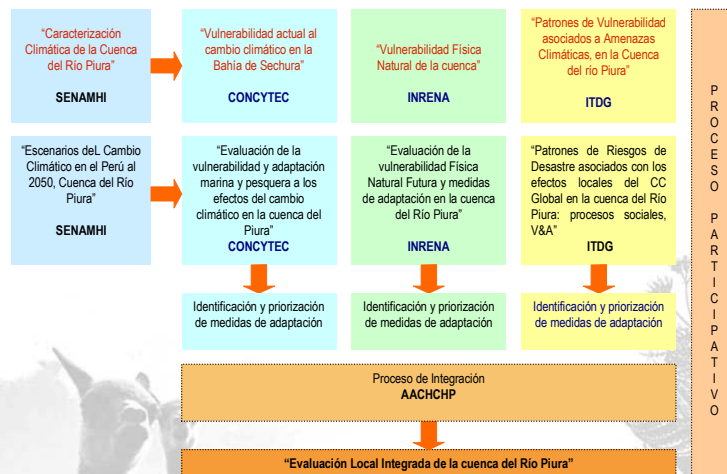 “Caracterización
Climática de la Cuenca
del Río Piura”
SENAMHI
“Vulnerabilidad actual al
cambio climático en la
Bahía de Sechura”
CONCYTEC
“Vulnerabilidad Física
Natural de la cuenca”
INRENA
“Patrones de Vulnerabilidad
asociados a Amenazas
Climáticas, en la Cuenca
del río Piura”
ITDG
“Escenarios deL Cambio
Climático en el Perú al
2050, Cuenca del Río
Piura”
SENAMHI
“Evaluación de la
vulnerabilidad y adaptación
marina y pesquera a los
efectos del cambio
climático en la cuenca del
Piura”
CONCYTEC
“Evaluación de la
vulnerabilidad Física
Natural Futura y medidas
de adaptación en la cuenca
del Río Piura”
INRENA
“Patrones de Riesgos de
Desastre asociados con los
efectos locales del CC
Global en la cuenca del Río
Piura: procesos sociales,
V&A”
ITDG
Identificación y priorización
de medidas de adaptación
Identificación y priorización
de medidas de adaptación
Identificación y priorización
de medidas de adaptación
Proceso de Integración
AACHCHP
“Evaluación Local Integrada de la cuenca del Río Piura”
P
R
O
C
E
S
O
P
A
R
T
I
C
I
P
A
T
I
V
O